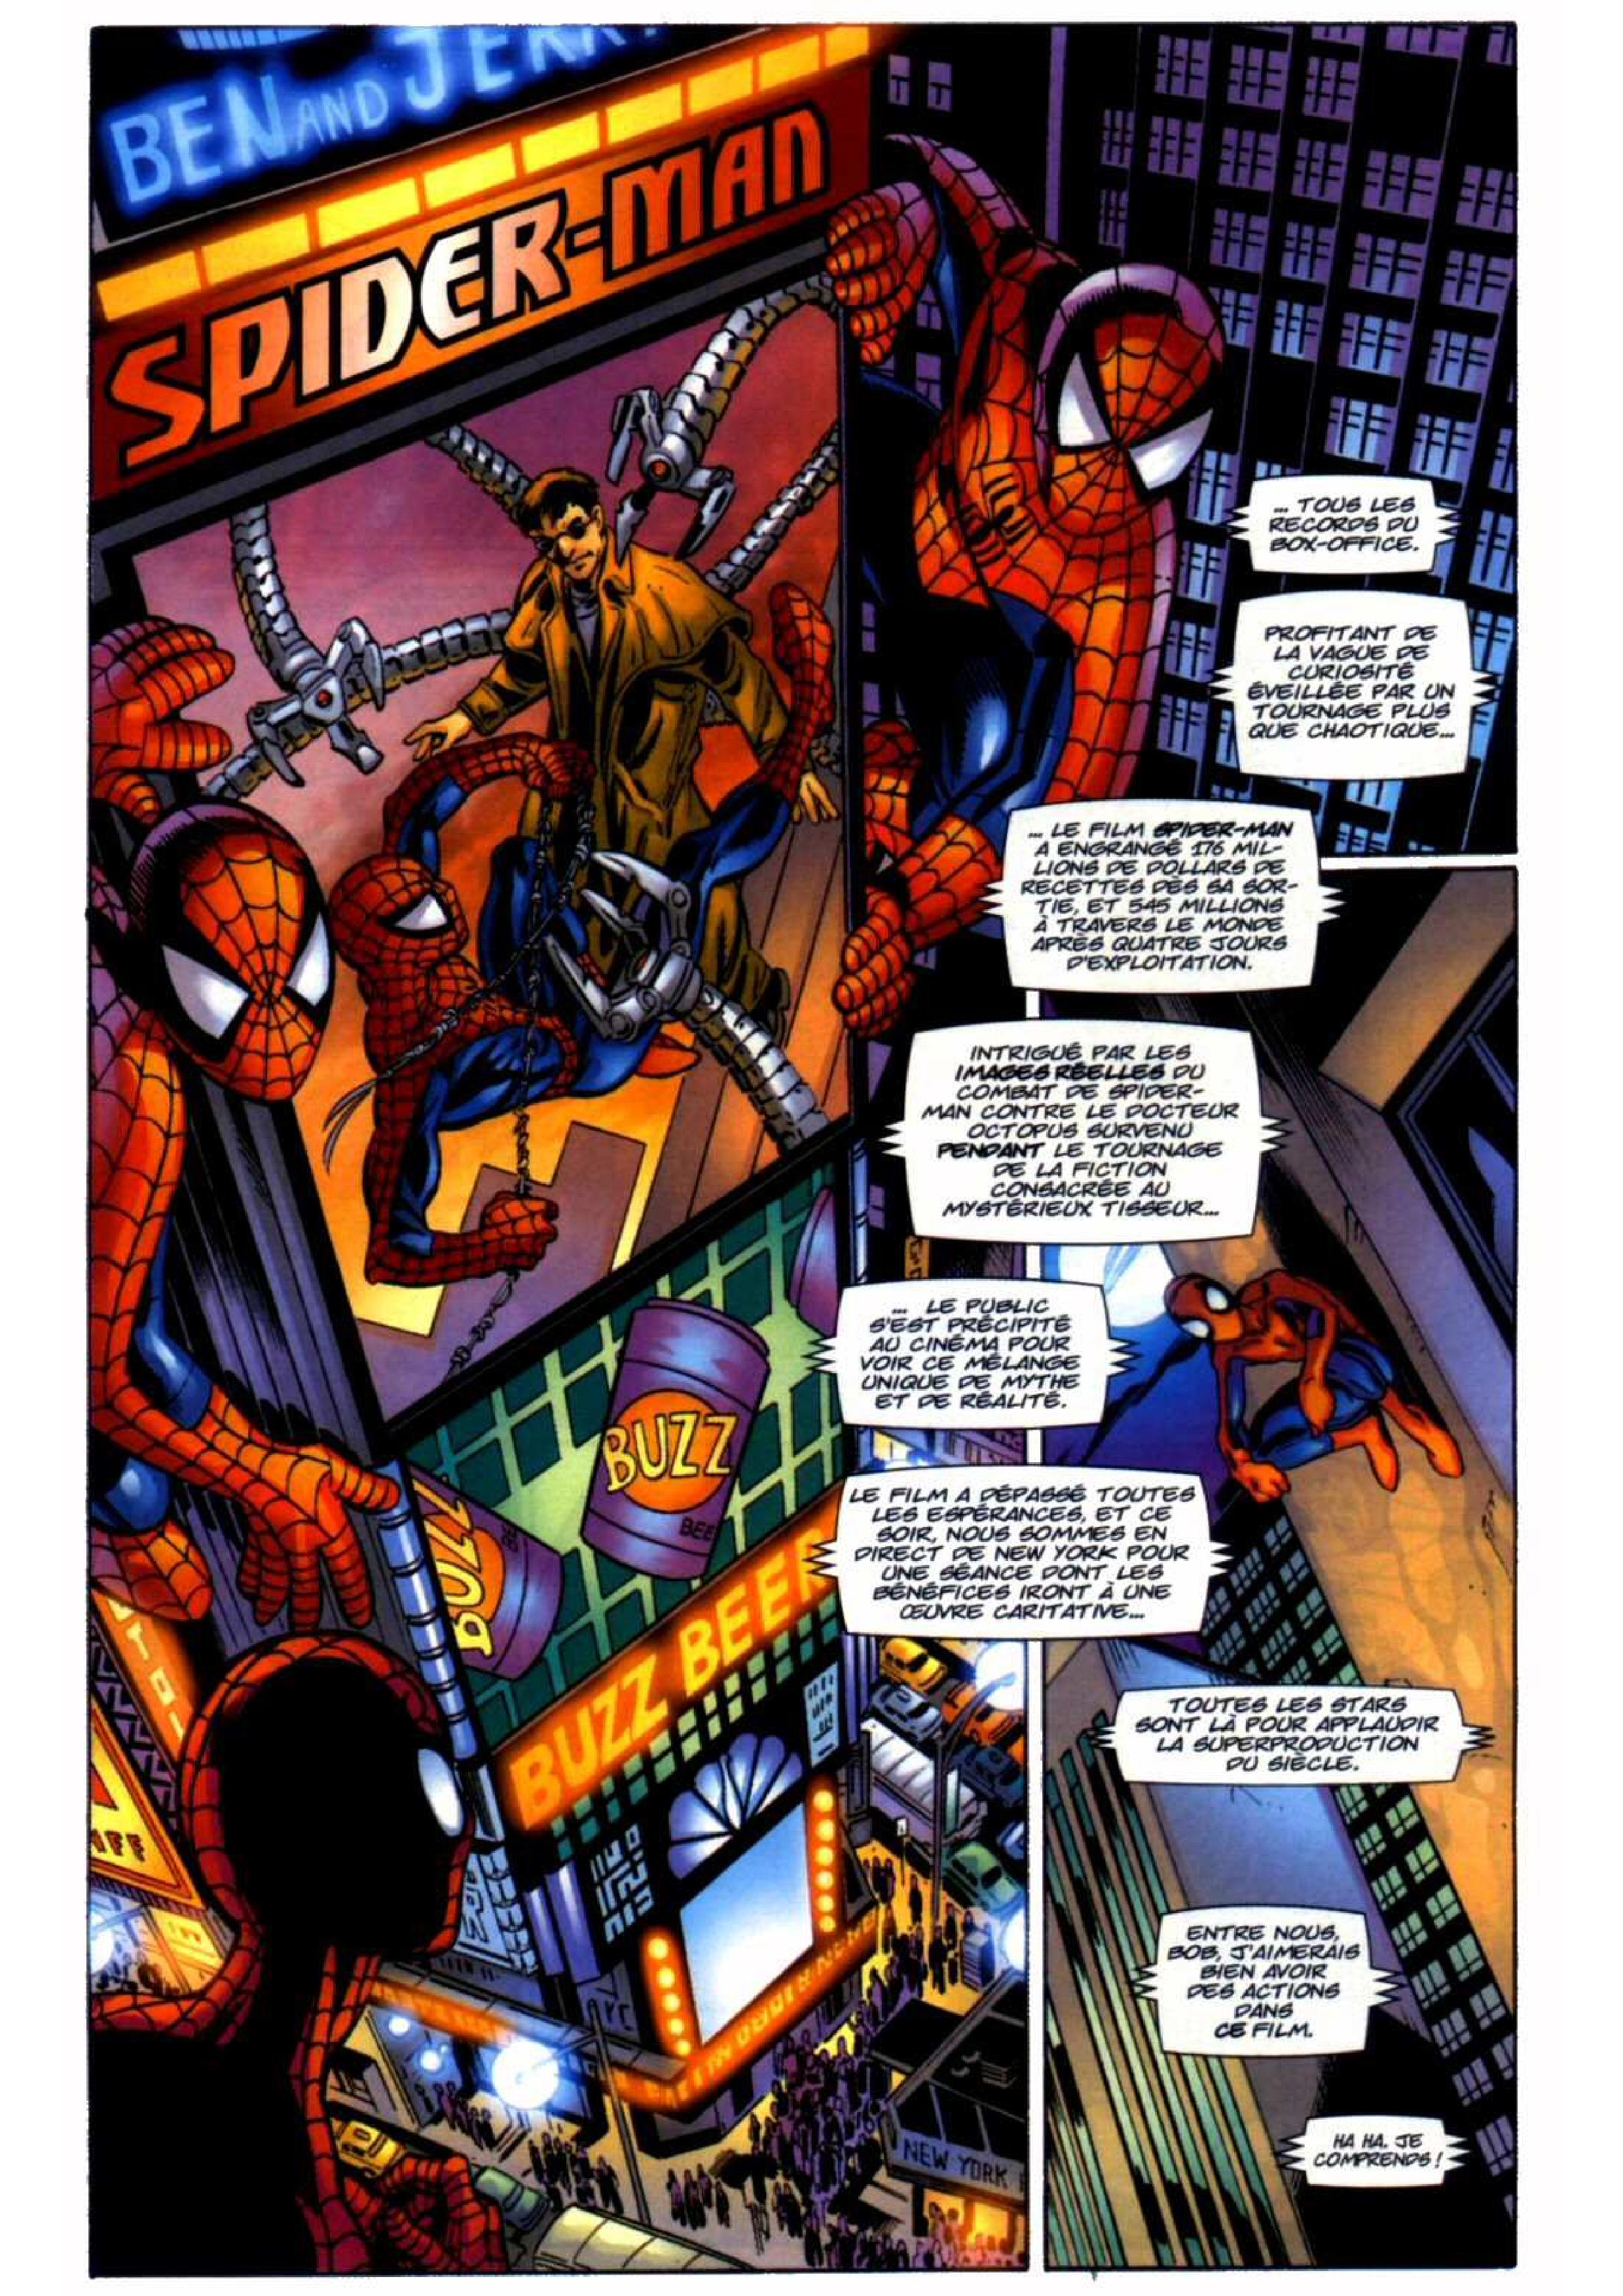 BEN AND JERRY
SPIDER-MAN
... TOUS LES
RECORDS DU
BOX-OFFICE.
PROFITANT DE
LA VAGUE DE
CURIOSITÉ
ÉVEILLÉE PAR UN
TOURNAGE PLUS
QUE CHAOTIQUE...
... LE FILM SPIDER-MAN
A ENGRANGÉ 176 MIL-
LIONS DE DOLLARS DE
RECETTES DÈS SA SOR-
TIE, ET 545 MILLIONS
À TRAVERS LE MONDE
APRÈS QUATRE JOURS
D'EXPLOITATION.
INTRIGUÉ PAR LES
IMAGES RÉELLES DU
COMBAT DE SPIDER-
MAN CONTRE LE DOCTEUR
OCTOPUS SURVENU
PENDANT LE TOURNAGE
DE LA FICTION
CONSACRÉE AU
MYSTÉRIEUX TISSEUR...
... LE PUBLIC
S'EST PRÉCIPITÉ
AU CINÉMA POUR
VOIR CE MÉLANGE
UNIQUE DE MYTHE
ET DE RÉALITÉ.
LE FILM A DÉPASSÉ TOUTES
LES ESPÉRANCES, ET CE
SOIR, NOUS SOMMES EN
DIRECT DE NEW YORK POUR
UNE SÉANCE DONT LES
BÉNÉFICES IRONT À UNE
ŒUVRE CARITATIVE...
BUZZ
BEE
BUZZ
BUZZ BEER
TOUTES LES STARS
SONT LÀ POUR APPLAUDIR
LA SUPERPRODUCTION
DU SIÈCLE.
ENTRE NOUS,
BOB, J'AIMERAIS
BIEN AVOIR
DES ACTIONS
DANS
CE FILM.
HA HA. JE
COMPRENDS !
NEW YORK